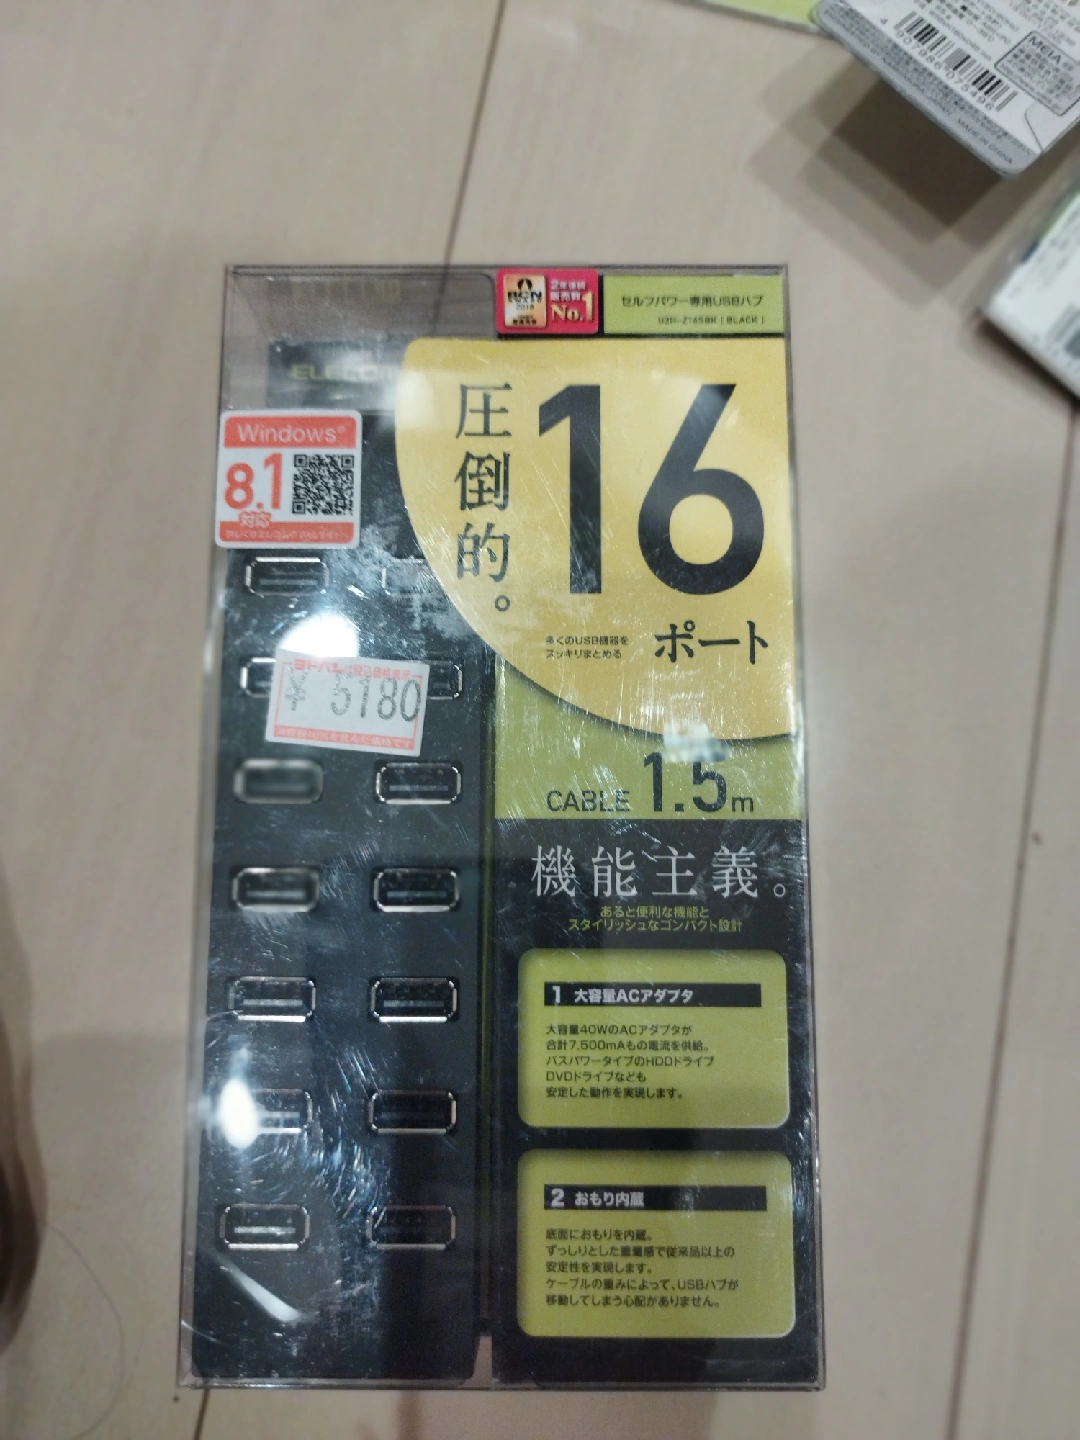 MADE IN CHINA
BCN
2年連続
販売数
No.1
セルフパワー専用USBハブ
U2H-Z16SBK [ BLACK ]
ELECOM
Windows®
8.1
対応
圧倒的。
16
ポート
多くのUSB機器を
スッキリまとめる
¥ 5180
CABLE 1.5m
機能主義。
あると便利な機能と
スタイリッシュなコンパクト設計
1 大容量ACアダプタ
大容量40WのACアダプタが
合計7,500mAもの電流を供給。
バスパワータイプのHDDドライブ
DVDドライブなども
安定した動作を実現します。
2 おもり内蔵
底面におもりを内蔵。
ずっしりとした重量感で従来品以上の
安定性を実現します。
ケーブルの重みによって、USBハブが
移動してしまう心配がありません。